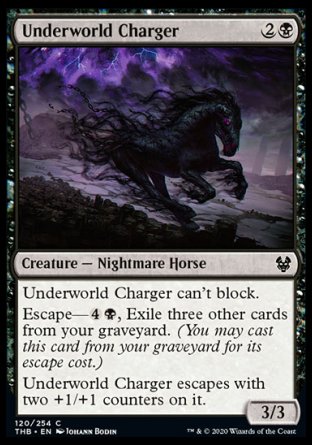 Underworld Charger 2
Creature — Nightmare Horse
Underworld Charger can't block.
Escape—4, Exile three other cards
from your graveyard. (You may cast
this card from your graveyard for its
escape cost.)
Underworld Charger escapes with
two +1/+1 counters on it.
3/3
120/254 C
THB • EN Johann Bodin
™ & © 2020 Wizards of the Coast